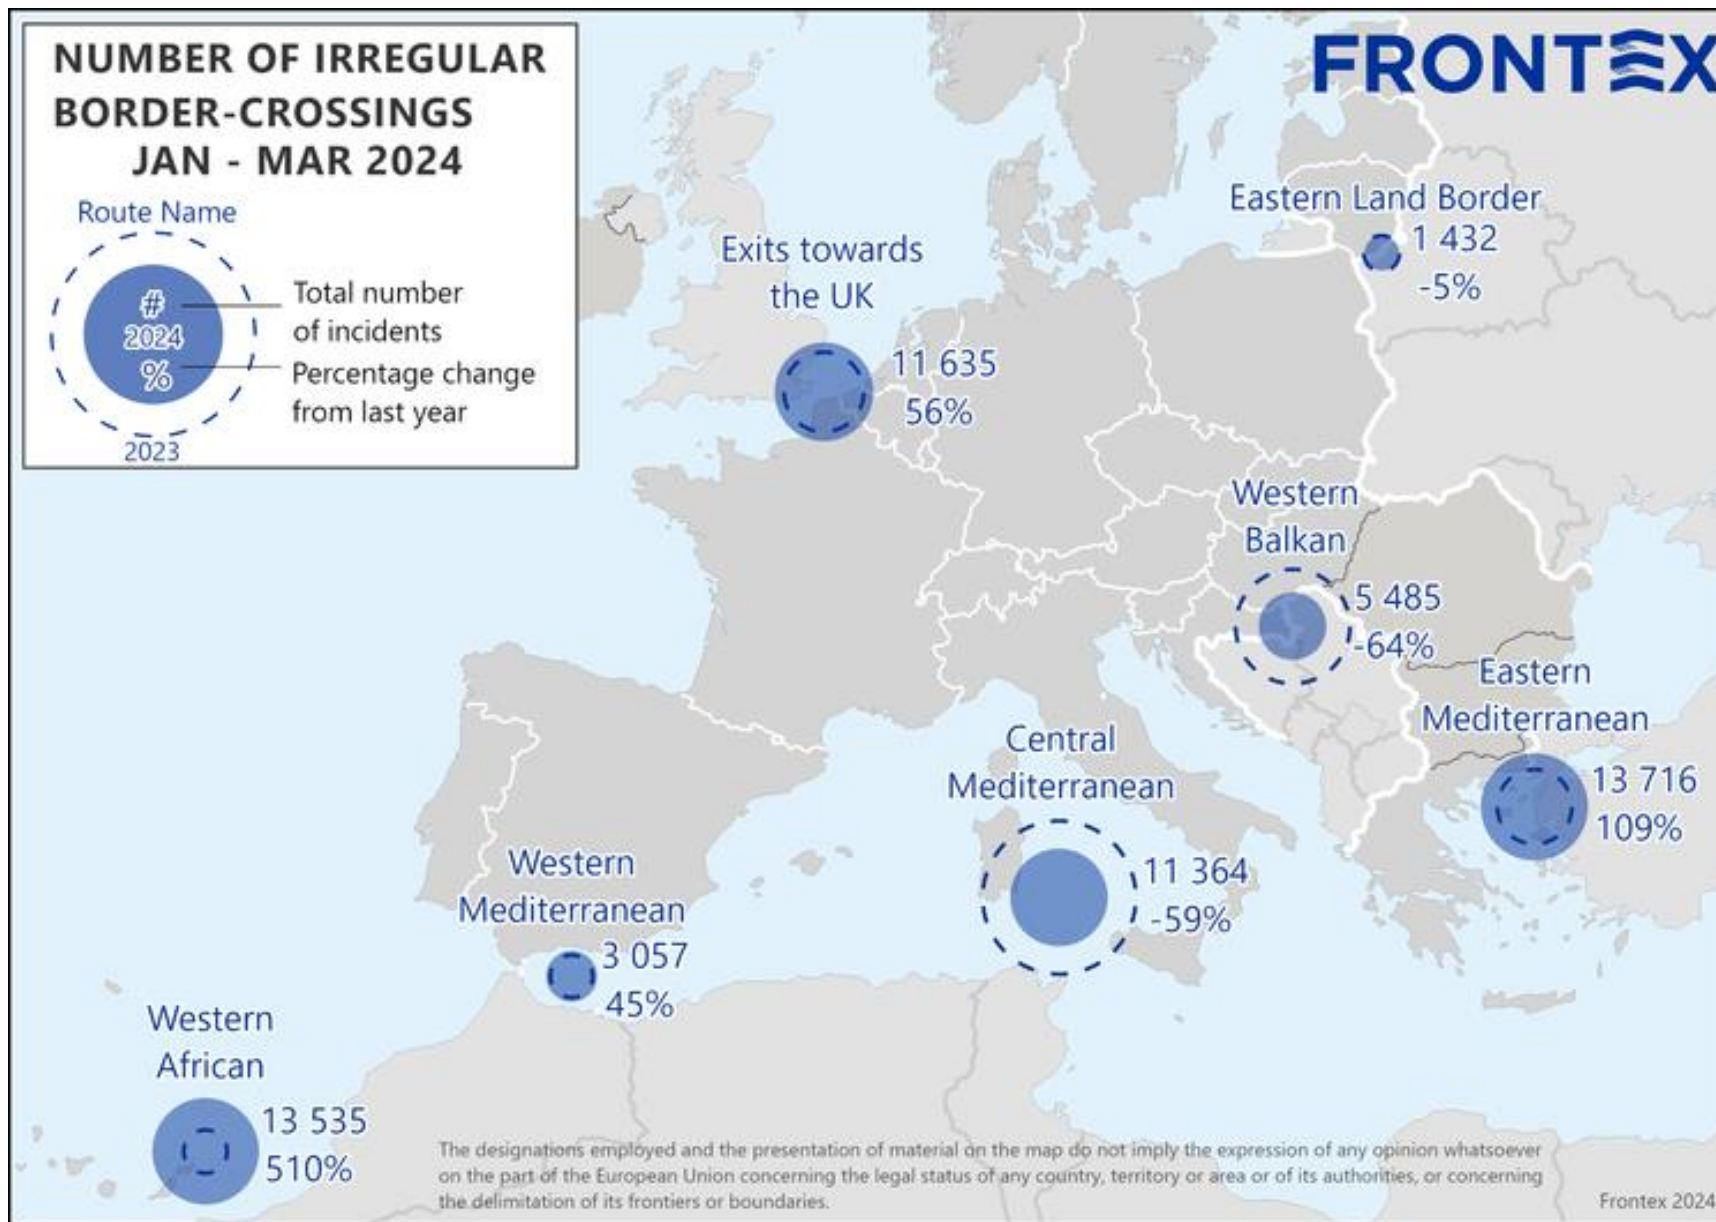 NUMBER OF IRREGULAR
BORDER-CROSSINGS
JAN - MAR 2024
Route Name
#
2024
%
Total number
of incidents
Percentage change
from last year
2023
FRONTEX
Eastern Land Border
1 432
-5%
Exits towards
the UK
11 635
56%
Western
Balkan
5 485
-64%
Eastern
Mediterranean
13 716
109%
Central
Mediterranean
11 364
-59%
Western
Mediterranean
3 057
45%
Western
African
13 535
510%
The designations employed and the presentation of material on the map do not imply the expression of any opinion whatsoever
on the part of the European Union concerning the legal status of any country, territory or area or of its authorities, or concerning
the delimitation of its frontiers or boundaries.
Frontex 2024